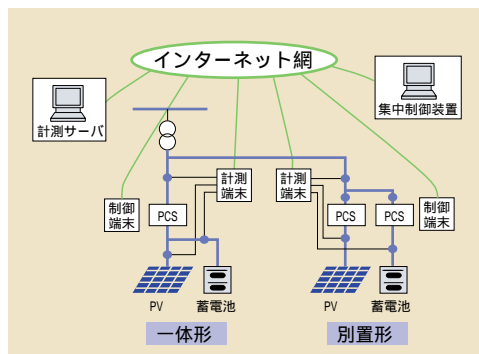 インターネット網
計測サーバ
集中制御装置
計測
端末
計測
端末
制御
端末
PCS
PCS
PCS
制御
端末
PV
蓄電池
PV
蓄電池
一体形
別置形